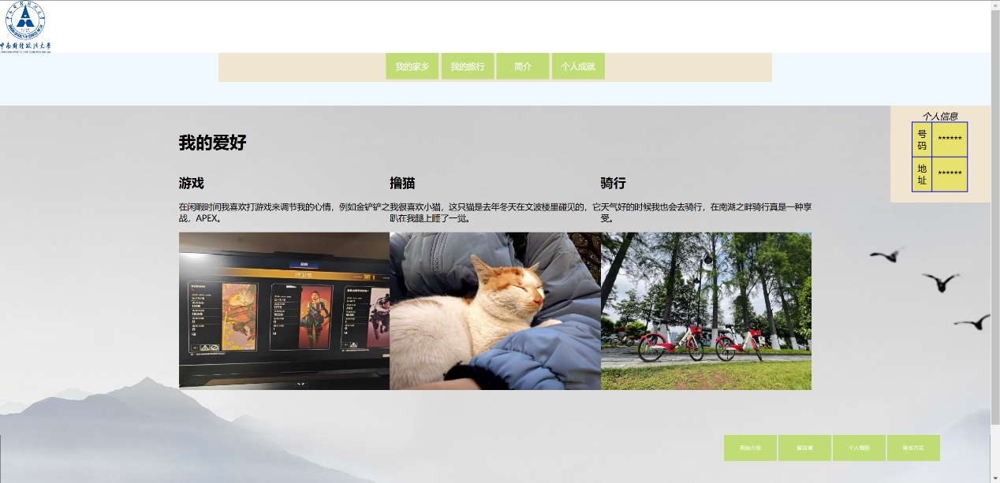 中南财经政法大学
我的家乡 我的旅行 简介 个人成就
个人信息
号码 ******
地址 ******
我的爱好
游戏
在闲暇时间我喜欢打游戏来调节我的心情，例如金铲铲之
战，APEX。
撸猫
我很喜欢小猫，这只猫是去年冬天在文波楼里碰见的，它
趴在我腿上睡了一觉。
骑行
天气好的时候我也会去骑行，在南湖之畔骑行真是一种享
受。
网站介绍 留言墙 个人相册 联系方式